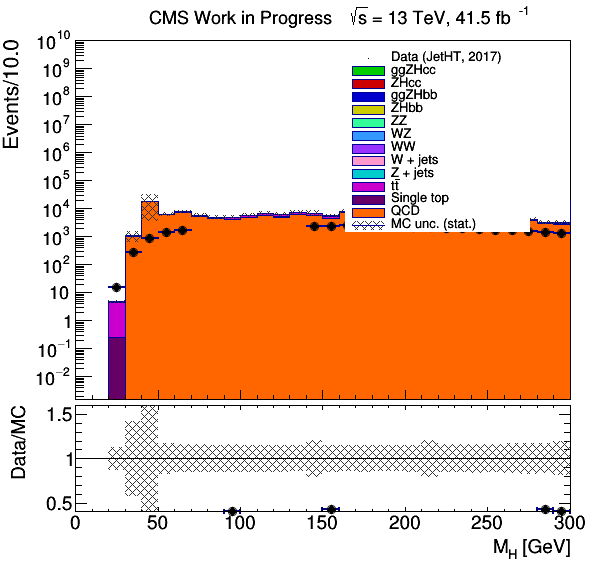 CMS Work in Progress √s = 13 TeV, 41.5 fb⁻¹
Events/10.0
10¹⁰
10⁹
10⁸
10⁷
10⁶
10⁵
10⁴
10³
10²
10
1
10⁻¹
10⁻²
Data (JetHT, 2017)
ggZHcc
ZHcc
ggZHbb
ZHbb
ZZ
WZ
WW
W + jets
Z + jets
tt̄
Single top
QCD
MC unc. (stat.)
Data/MC
1.5
1
0.5
0 50 100 150 200 250 300
M_H [GeV]